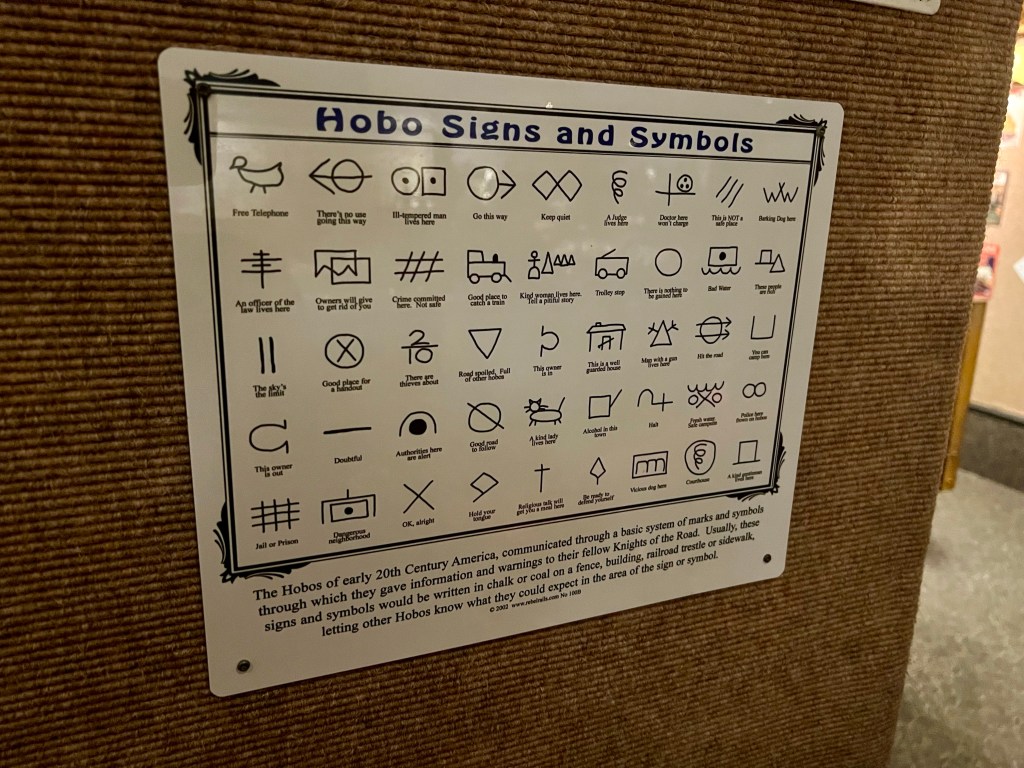 Hobo Signs and Symbols
Free Telephone
There's no use
going this way
Ill-tempered man
lives here
Go this way
Keep quiet
A Judge
lives here
Doctor here
won't charge
This is NOT a
safe place
Barking Dog here
An officer of the
law lives here
Owners will give
to get rid of you
Crime committed
here. Not safe
Good place to
catch a train
Kind woman lives here.
Tell a pitiful story
Trolley stop
There is nothing to
be gained here
Bad Water
These people
are rich
The sky's
the limit
Good place for
a handout
There are
thieves about
Road spoiled, Full
of other hobos
This owner
is in
This is a well
guarded house
Man with a gun
lives here
Hit the road
You can
camp here
This owner
is out
Doubtful
Authorities here
are alert
Good road
to follow
A kind lady
lives here
Alcohol in this
town
Halt
Fresh water,
Safe campsite
Police here
frown on hobos
Jail or Prison
Dangerous
neighborhood
OK, alright
Hold your
tongue
Religious talk will
get you a meal here
Be ready to
defend yourself
Vicious dog here
Courthouse
A kind gentleman
lives here
The Hobos of early 20th Century America, communicated through a basic system of marks and symbols
through which they gave information and warnings to their fellow Knights of the Road. Usually, these
signs and symbols would be written in chalk or coal on a fence, building, railroad trestle or sidewalk,
letting other Hobos know what they could expect in the area of the sign or symbol.
© 2002 www.rebelrails.com No 100B